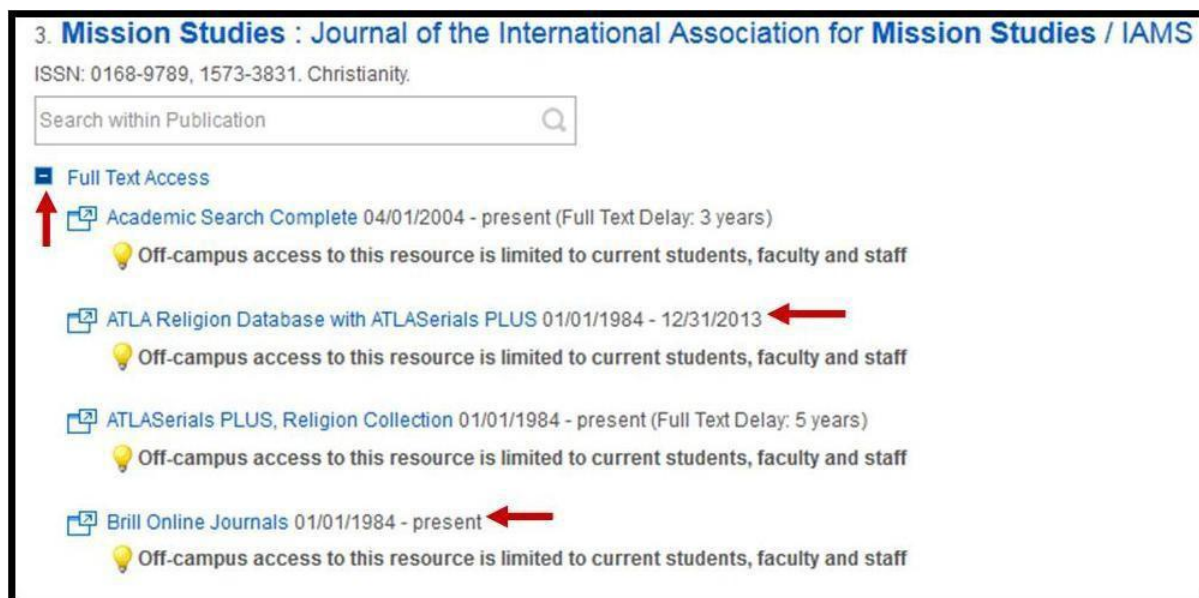 3. Mission Studies : Journal of the International Association for Mission Studies / IAMS
ISSN: 0168-9789, 1573-3831. Christianity.
Search within Publication
Full Text Access
Academic Search Complete 04/01/2004 - present (Full Text Delay: 3 years)
Off-campus access to this resource is limited to current students, faculty and staff
ATLA Religion Database with ATLASerials PLUS 01/01/1984 - 12/31/2013
Off-campus access to this resource is limited to current students, faculty and staff
ATLASerials PLUS, Religion Collection 01/01/1984 - present (Full Text Delay: 5 years)
Off-campus access to this resource is limited to current students, faculty and staff
Brill Online Journals 01/01/1984 - present
Off-campus access to this resource is limited to current students, faculty and staff